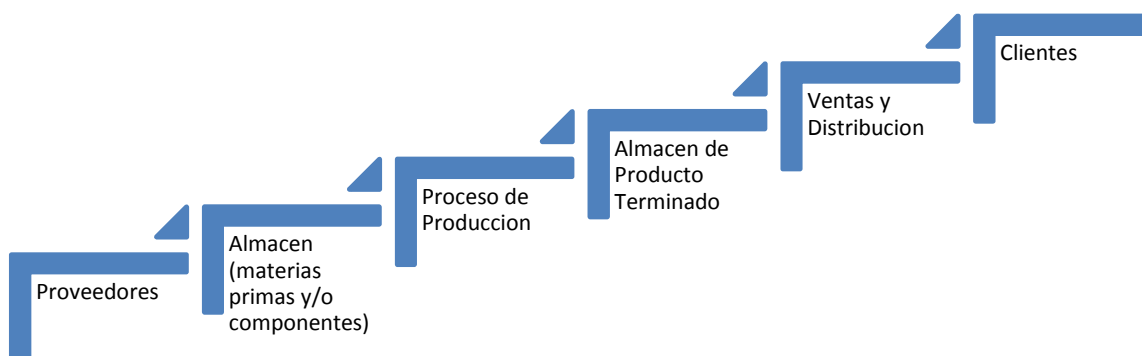 Proveedores
Almacen
(materias
primas y/o
componentes)
Proceso de
Produccion
Almacen de
Producto
Terminado
Ventas y
Distribucion
Clientes